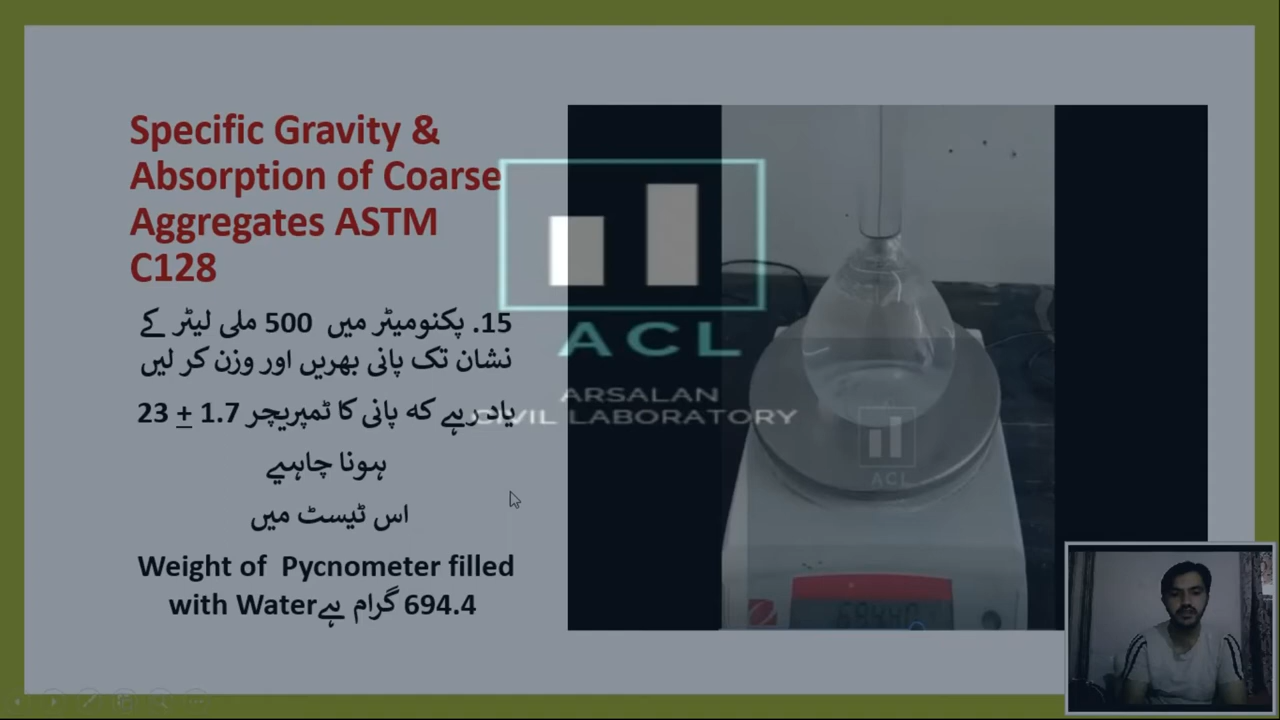 Specific Gravity &
Absorption of Coarse
Aggregates ASTM
C128
15. پکنومیٹر میں 500 ملی لیٹر کے
نشان تک پانی بھریں اور وزن کر لیں
یاد رہے کہ پانی کا ٹمپریچر 1.7 ± 23
ہونا چاہیے
اس ٹیسٹ میں
Weight of Pycnometer filled
with Water 694.4 گرام ہے
ACL
ARSALAN
CIVIL LABORATORY
ACL